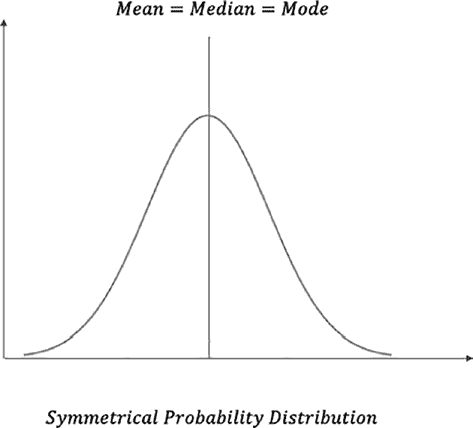 Mean = Median = Mode
Symmetrical Probability Distribution